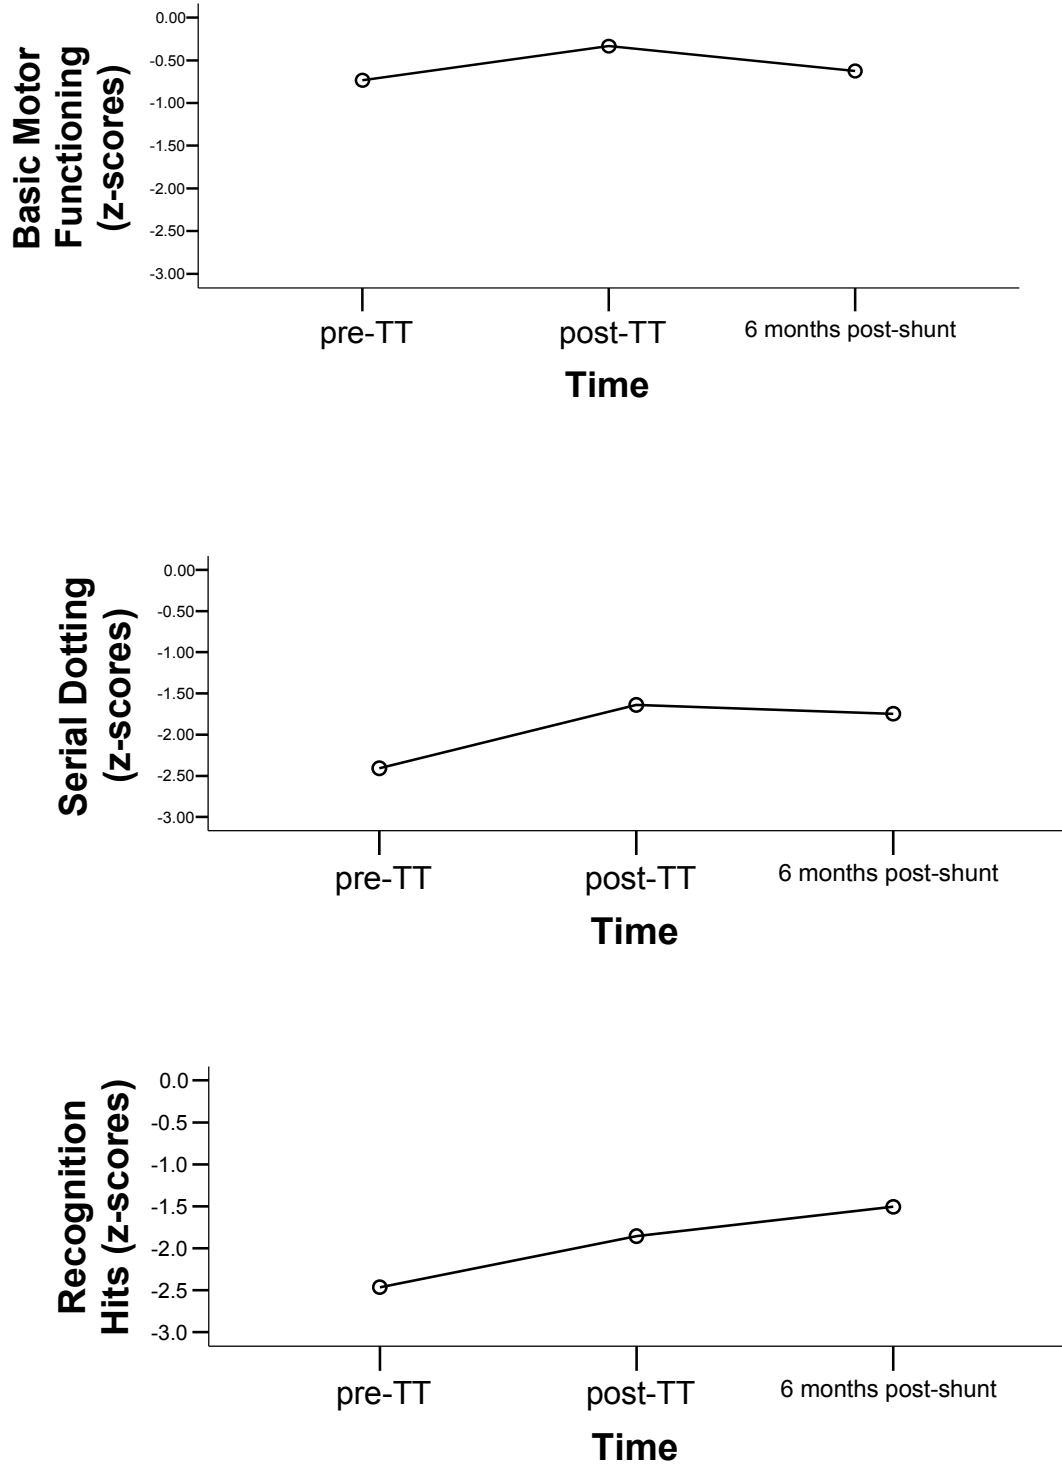 Basic Motor
Functioning
(z-scores)
0.00
-0.50
-1.00
-1.50
-2.00
-2.50
-3.00
pre-TT
post-TT
6 months post-shunt
Time
Serial Dotting
(z-scores)
0.00
-0.50
-1.00
-1.50
-2.00
-2.50
-3.00
pre-TT
post-TT
6 months post-shunt
Time
Recognition
Hits (z-scores)
0.0
-0.5
-1.0
-1.5
-2.0
-2.5
-3.0
pre-TT
post-TT
6 months post-shunt
Time